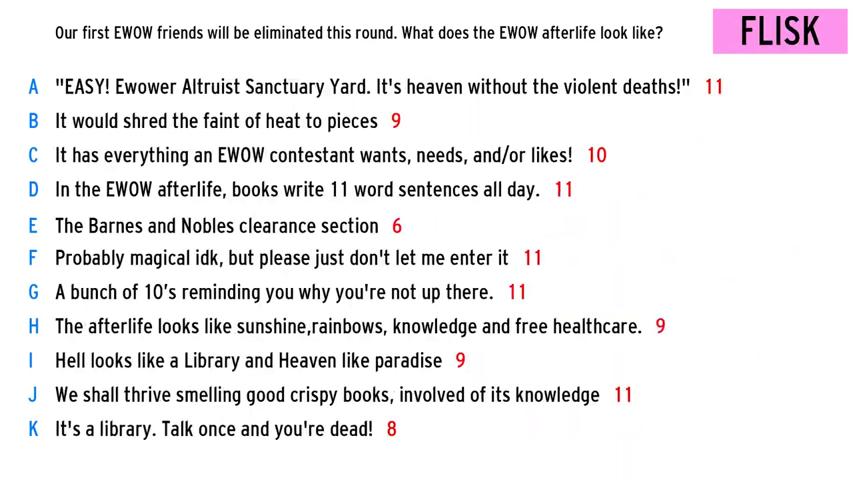 Our first EWOW friends will be eliminated this round. What does the EWOW afterlife look like?
FLISK
A "EASY! Ewower Altruist Sanctuary Yard. It's heaven without the violent deaths!" 11
B It would shred the faint of heat to pieces 9
C It has everything an EWOW contestant wants, needs, and/or likes! 10
D In the EWOW afterlife, books write 11 word sentences all day. 11
E The Barnes and Nobles clearance section 6
F Probably magical idk, but please just don't let me enter it 11
G A bunch of 10's reminding you why you're not up there. 11
H The afterlife looks like sunshine,rainbows, knowledge and free healthcare. 9
I Hell looks like a Library and Heaven like paradise 9
J We shall thrive smelling good crispy books, involved of its knowledge 11
K It's a library. Talk once and you're dead! 8